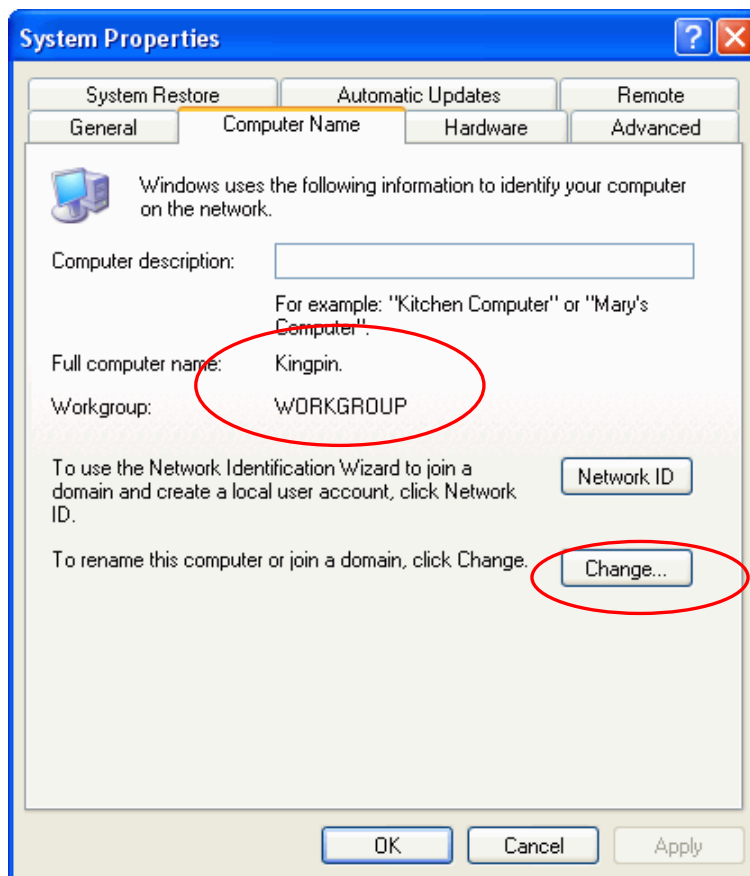 System Properties
System Restore Automatic Updates Remote
General Computer Name Hardware Advanced
Windows uses the following information to identify your computer
on the network.
Computer description:
For example: "Kitchen Computer" or "Mary's
Computer".
Full computer name: Kingpin.
Workgroup: WORKGROUP
To use the Network Identification Wizard to join a
domain and create a local user account, click Network
ID.
Network ID
To rename this computer or join a domain, click Change.
Change...
OK Cancel Apply